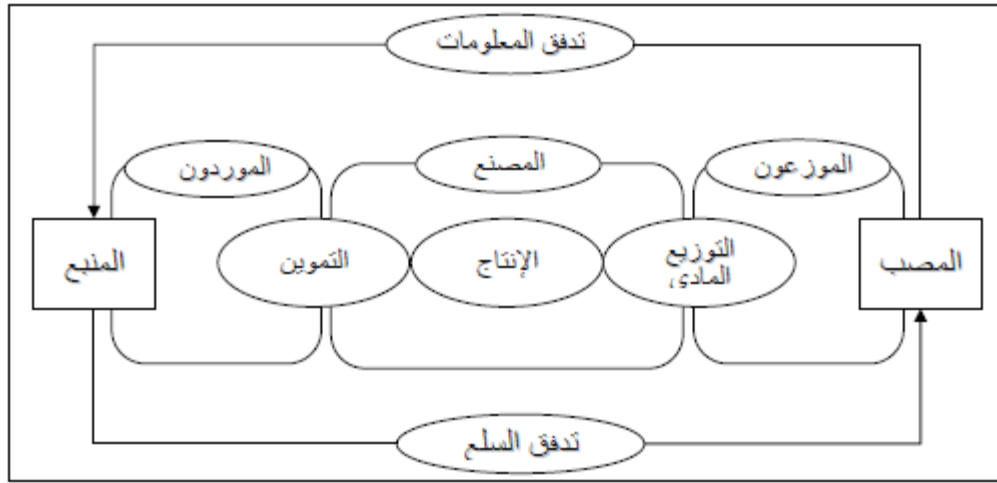 تدفق المعلومات
الموزعون
المصنع
الموردون
المصب
التوزيع
المادي
الإنتاج
التموين
المنبع
تدفق السلع